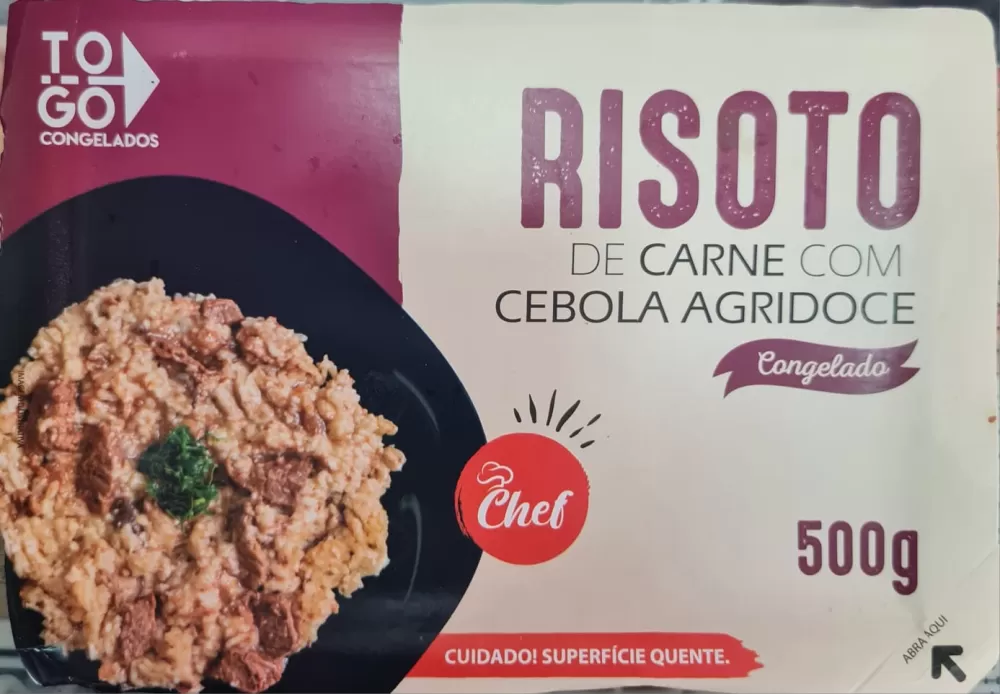 TO
GO
CONGELADOS
RISOTO
DE CARNE COM
CEBOLA AGRIDOCE
Congelado
Chef
500g
CUIDADO! SUPERFÍCIE QUENTE.
ABRA AQUI